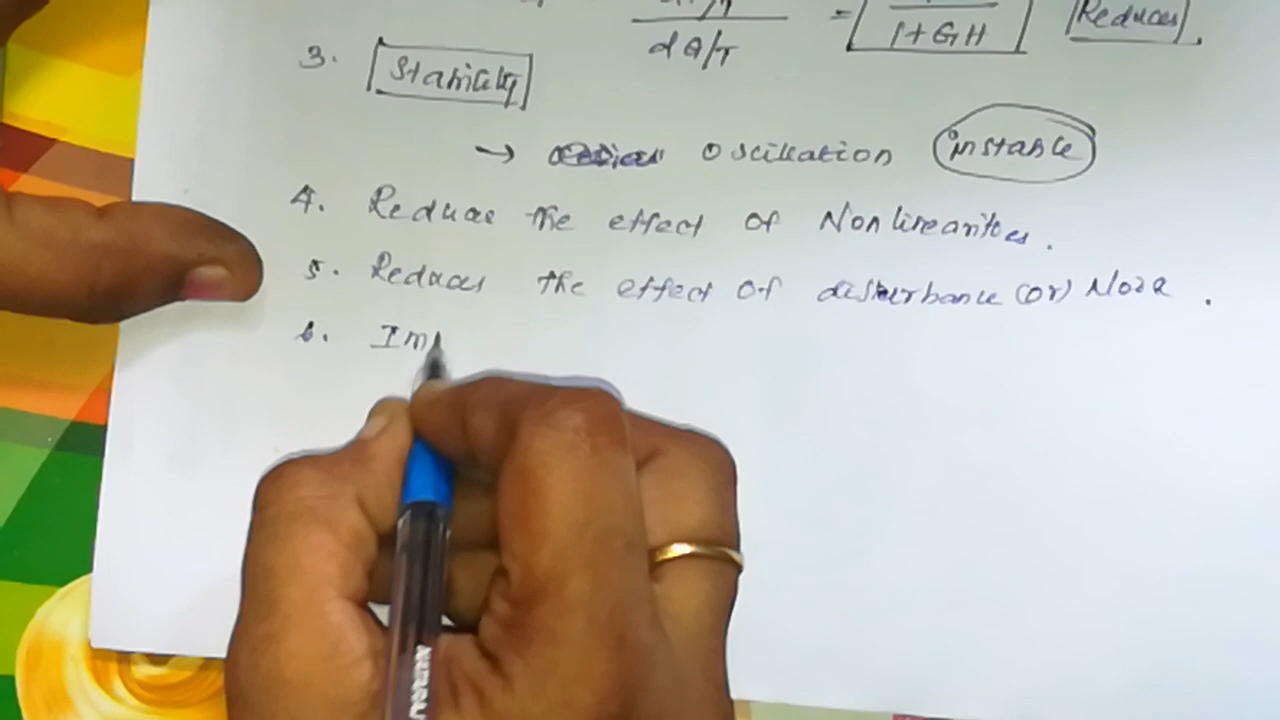 dθ/T = 1+GH Reduces
3. Stability
→ Oscillation instable
4. Reduces the effect of Nonlinearities.
5. Reduces the effect of disturbance (or) Noise.
6. Im